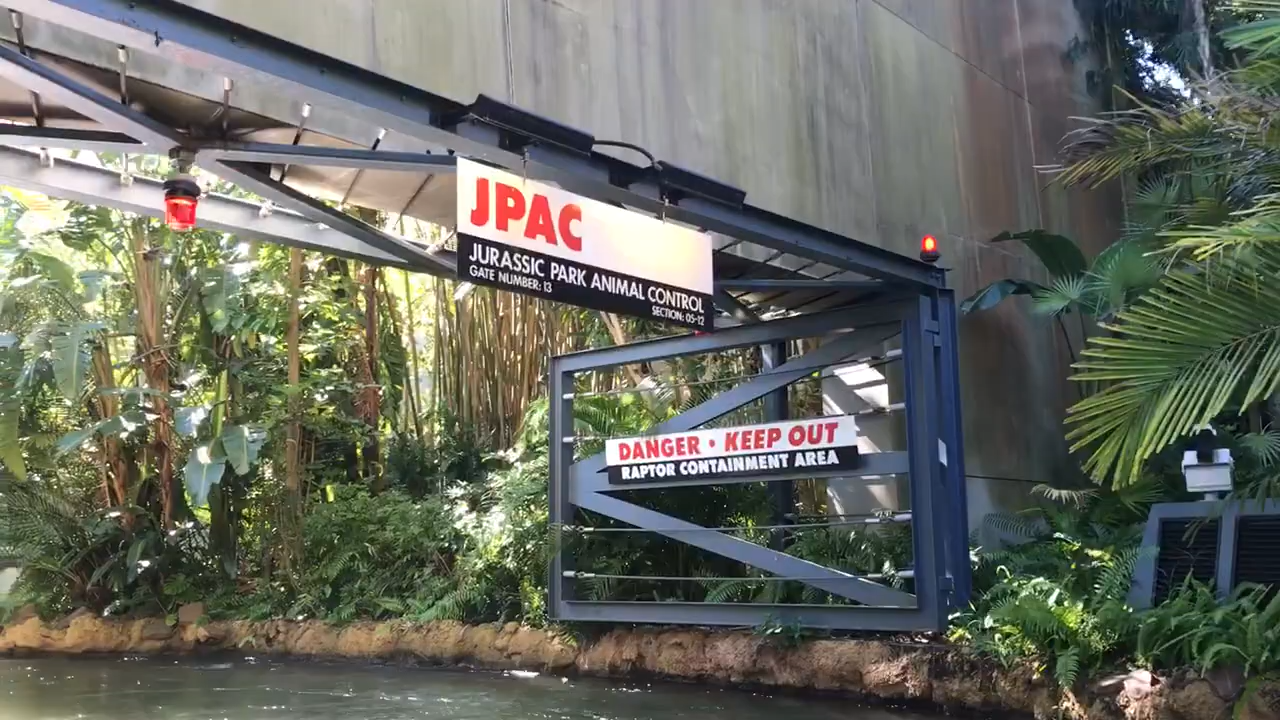 JPAC
JURASSIC PARK ANIMAL CONTROL
GATE NUMBER: 13
SECTION: 05-12
DANGER · KEEP OUT
RAPTOR CONTAINMENT AREA